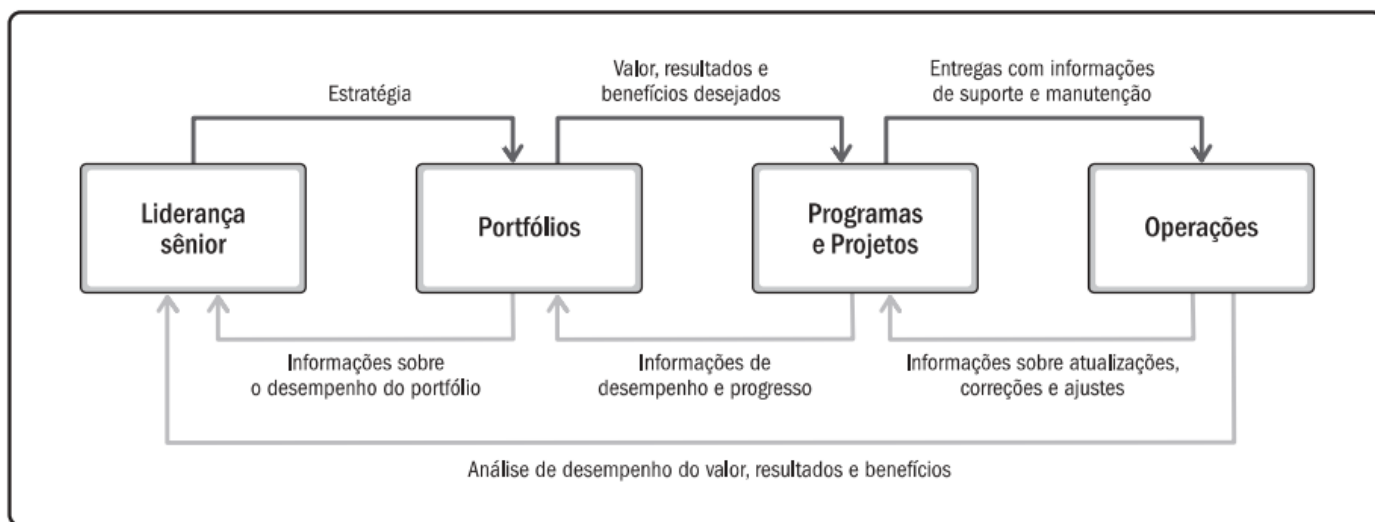 Estratégia
Valor, resultados e
benefícios desejados
Entregas com informações
de suporte e manutenção
Liderança
sênior
Portfólios
Programas
e Projetos
Operações
Informações sobre
o desempenho do portfólio
Informações de
desempenho e progresso
Informações sobre atualizações,
correções e ajustes
Análise de desempenho do valor, resultados e benefícios